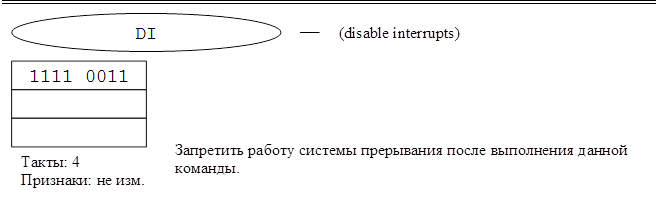 DI — (disable interrupts)
1111 0011
Такты: 4
Признаки: не изм.
Запретить работу системы прерывания после выполнения данной
команды.